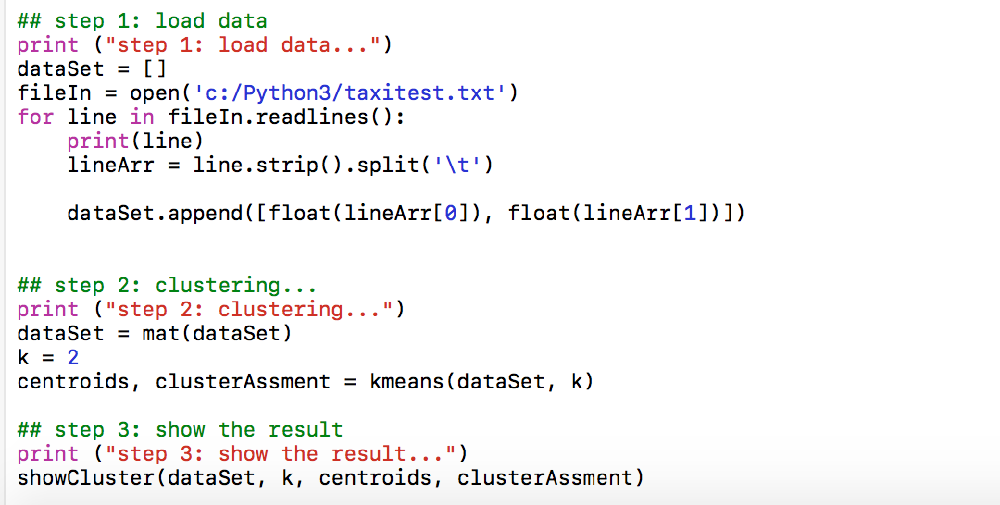 ## step 1: load data
print ("step 1: load data...")
dataSet = []
fileIn = open('c:/Python3/taxitest.txt')
for line in fileIn.readlines():
    print(line)
    lineArr = line.strip().split('\t')
    dataSet.append([float(lineArr[0]), float(lineArr[1])])
## step 2: clustering...
print ("step 2: clustering...")
dataSet = mat(dataSet)
k = 2
centroids, clusterAssment = kmeans(dataSet, k)
## step 3: show the result
print ("step 3: show the result...")
showCluster(dataSet, k, centroids, clusterAssment)